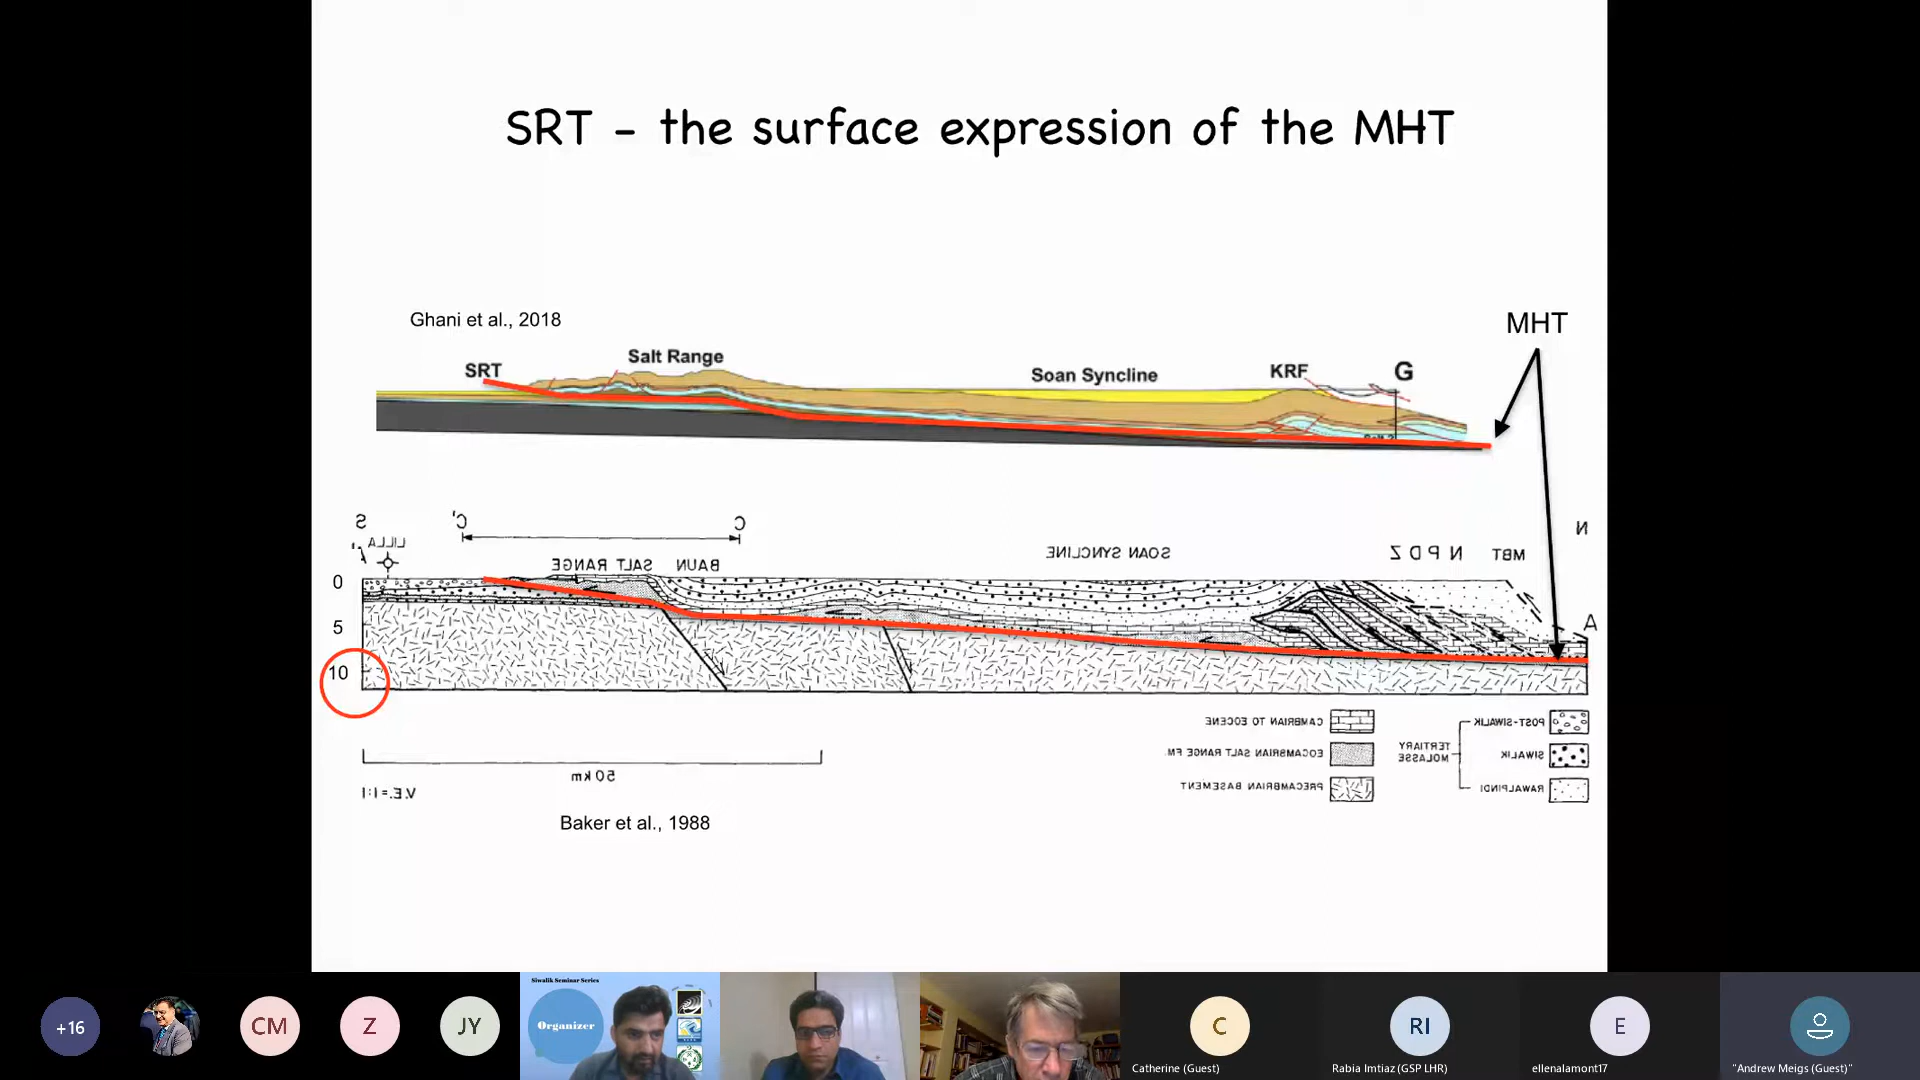 SRT - the surface expression of the MHT
Ghani et al., 2018
MHT
SRT
Salt Range
Soan Syncline
KRF
G
S
C'
C
N
LILLA
A'
SALT RANGE
BAUN
SOAN SYNCLINE
N P D Z
MBT
A
0
5
10
50 km
V.E.=1:1
CAMBRIAN TO EOCENE
EOCAMBRIAN SALT RANGE FM.
PRECAMBRIAN BASEMENT
TERTIARY
MOLASSE
POST-SIWALIK
SIWALIK
RAWALPINDI
Baker et al., 1988
+16
CM
Z
JY
Siwalik Seminar Series
Organizer
C
Catherine (Guest)
RI
Rabia Imtiaz (GSP LHR)
E
ellenalamont17
"Andrew Meigs (Guest)"